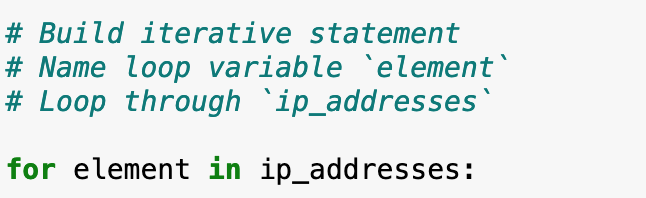 # Build iterative statement
# Name loop variable `element`
# Loop through `ip_addresses`
for element in ip_addresses: